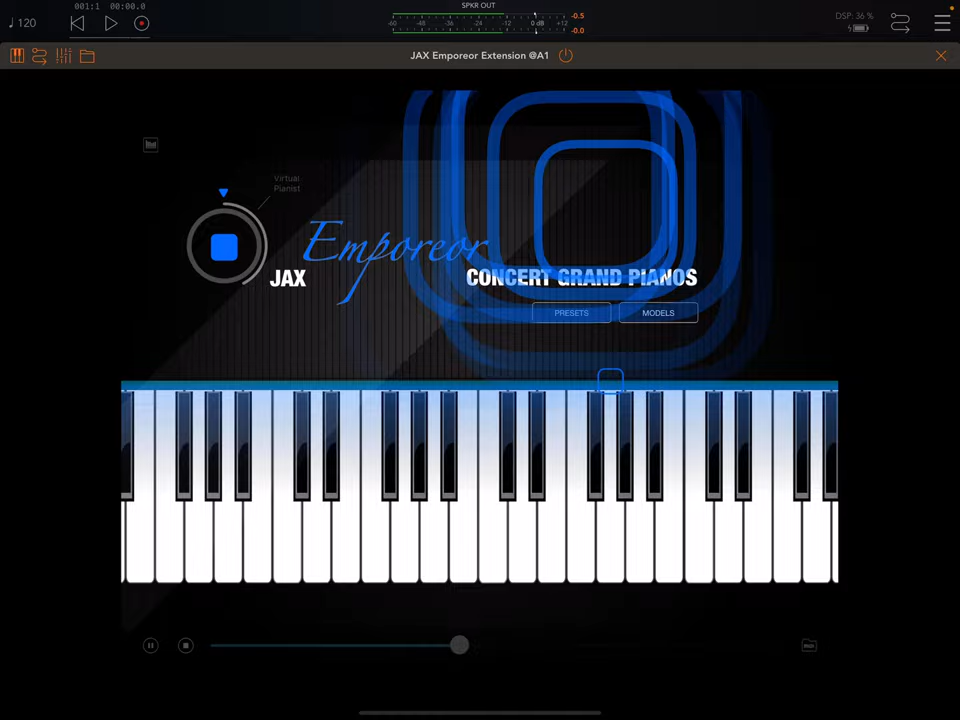 SPKR OUT
001:1 00:00.0
♩ 120
-60 -48 -36 -24 -12 0 dB +12
-0.5
-0.0
DSP: 36 %
JAX Emporeor Extension @A1
Virtual
Pianist
Emporeor
JAX CONCERT GRAND PIANOS
PRESETS MODELS